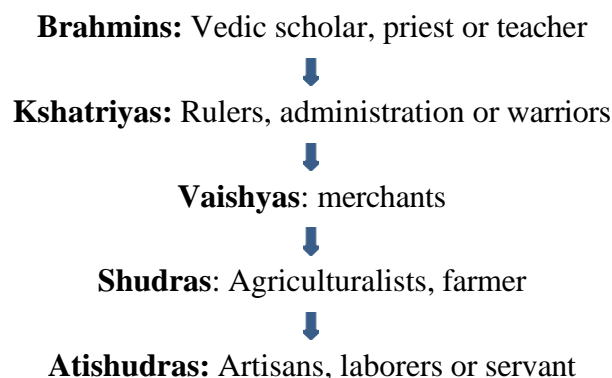 Brahmins: Vedic scholar, priest or teacher
Kshatriyas: Rulers, administration or warriors
Vaishyas: merchants
Shudras: Agriculturalists, farmer
Atishudras: Artisans, laborers or servant